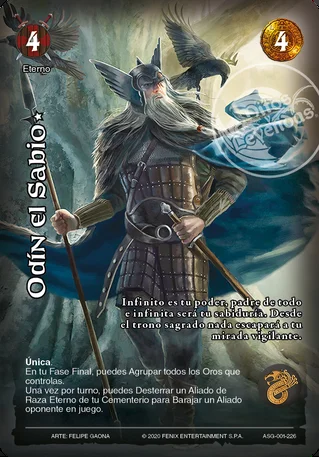 4
4
Eterno
Mitos y Leyendas
Odín el Sabio
Infinito es tu poder, padre de todo
e infinita será tu sabiduría. Desde
el trono sagrado nada escapará a tu
mirada vigilante.
Única.
En tu Fase Final, puedes Agrupar todos los Oros que
controlas.
Una vez por turno, puedes Desterrar un Aliado de
Raza Eterno de tu Cementerio para Barajar un Aliado
oponente en juego.
ARTE: FELIPE GAONA
© 2020 FENIX ENTERTAINMENT S.P.A.
ASG-001-226